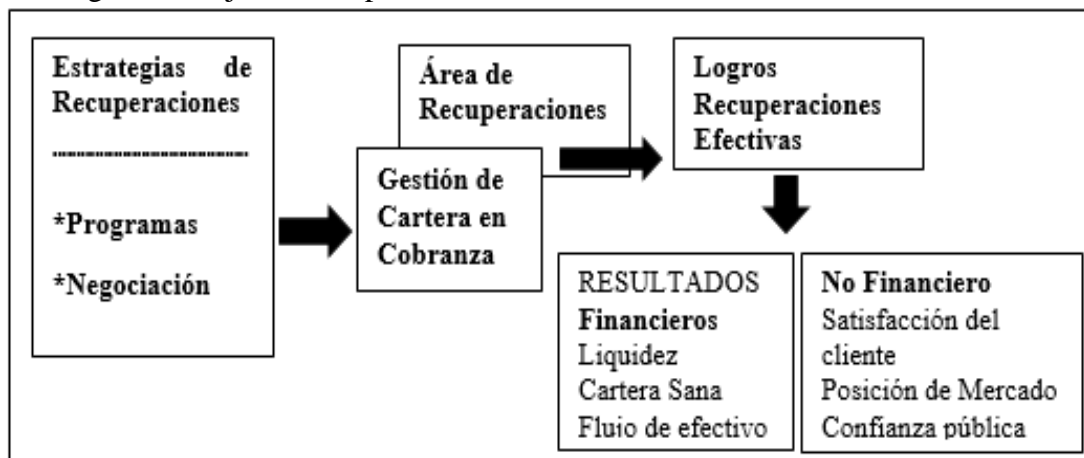 Estrategias de
Recuperaciones
*Programas
*Negociación
Área de
Recuperaciones
Gestión de
Cartera en
Cobranza
Logros
Recuperaciones
Efectivas
RESULTADOS
Financieros
Liquidez
Cartera Sana
Flujo de efectivo
No Financiero
Satisfacción del
cliente
Posición de Mercado
Confianza pública